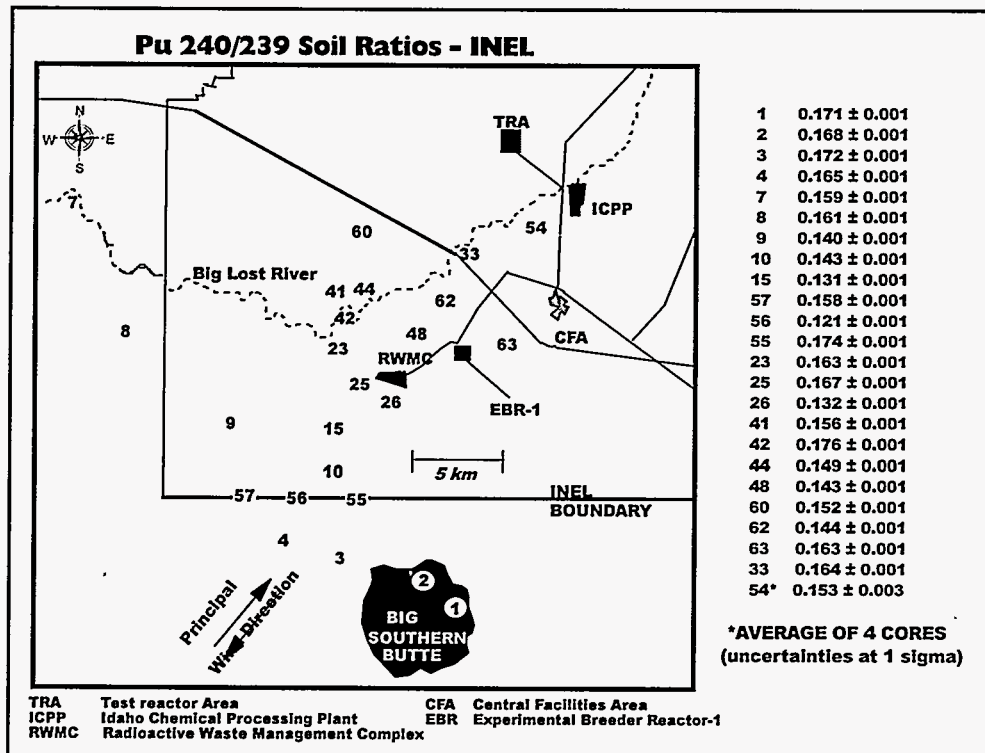 Pu 240/239 Soil Ratios - INEL
N
W E
S
TRA
ICPP
7
54
60
33
Big Lost River
41 44
62
42
8
48
CFA
23
63
RWMC
25
26
EBR-1
9
15
5 km
10
57 56 55
INEL
BOUNDARY
4
3
Principal
Wind Direction
2
1
BIG
SOUTHERN
BUTTE
1 0.171 ± 0.001
2 0.168 ± 0.001
3 0.172 ± 0.001
4 0.165 ± 0.001
7 0.159 ± 0.001
8 0.161 ± 0.001
9 0.140 ± 0.001
10 0.143 ± 0.001
15 0.131 ± 0.001
57 0.158 ± 0.001
56 0.121 ± 0.001
55 0.174 ± 0.001
23 0.163 ± 0.001
25 0.167 ± 0.001
26 0.132 ± 0.001
41 0.156 ± 0.001
42 0.176 ± 0.001
44 0.149 ± 0.001
48 0.143 ± 0.001
60 0.152 ± 0.001
62 0.144 ± 0.001
63 0.163 ± 0.001
33 0.164 ± 0.001
54* 0.153 ± 0.003
*AVERAGE OF 4 CORES
(uncertainties at 1 sigma)
TRA Test reactor Area
ICPP Idaho Chemical Processing Plant
RWMC Radioactive Waste Management Complex
CFA Central Facilities Area
EBR Experimental Breeder Reactor-1